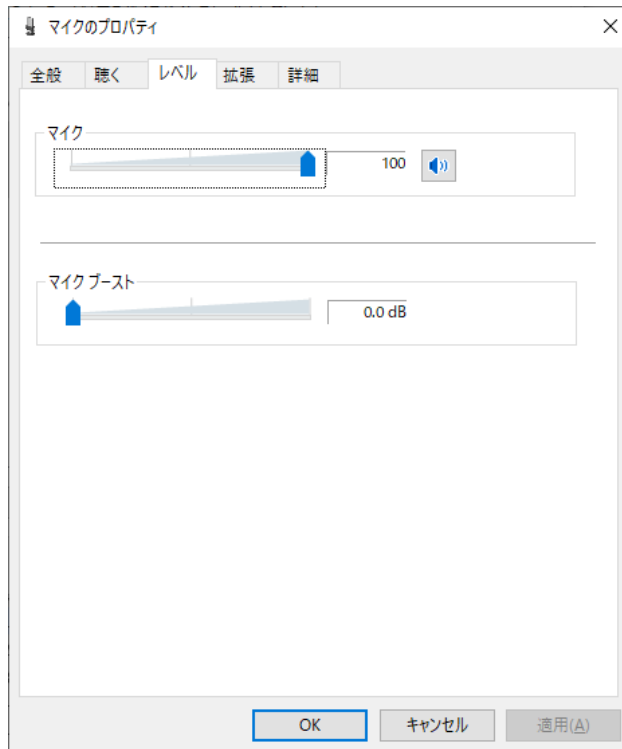 マイクのプロパティ
全般 聴く レベル 拡張 詳細
マイク
100
マイク ブースト
0.0 dB
OK キャンセル 適用(A)